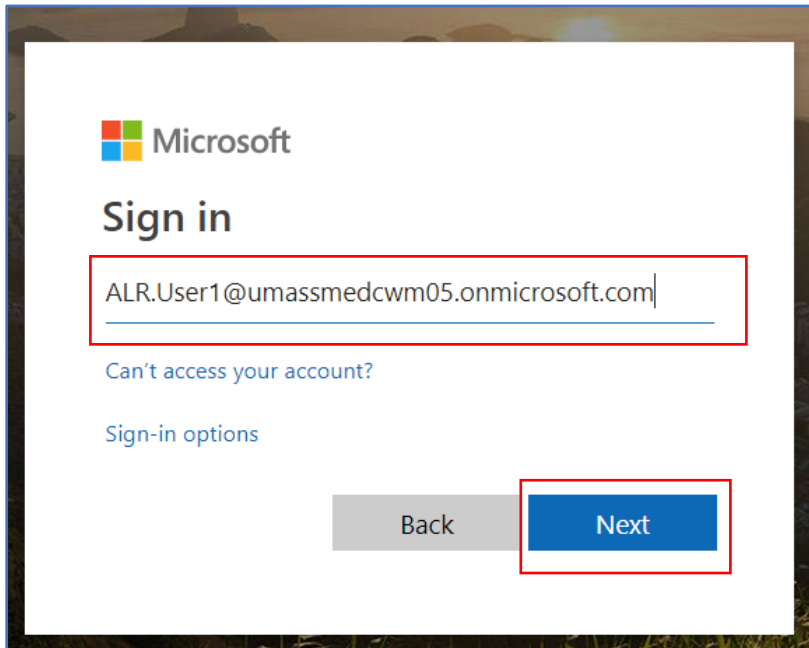 Microsoft
Sign in
ALR.User1@umassmedcwm05.onmicrosoft.com
Can't access your account?
Sign-in options
Back Next